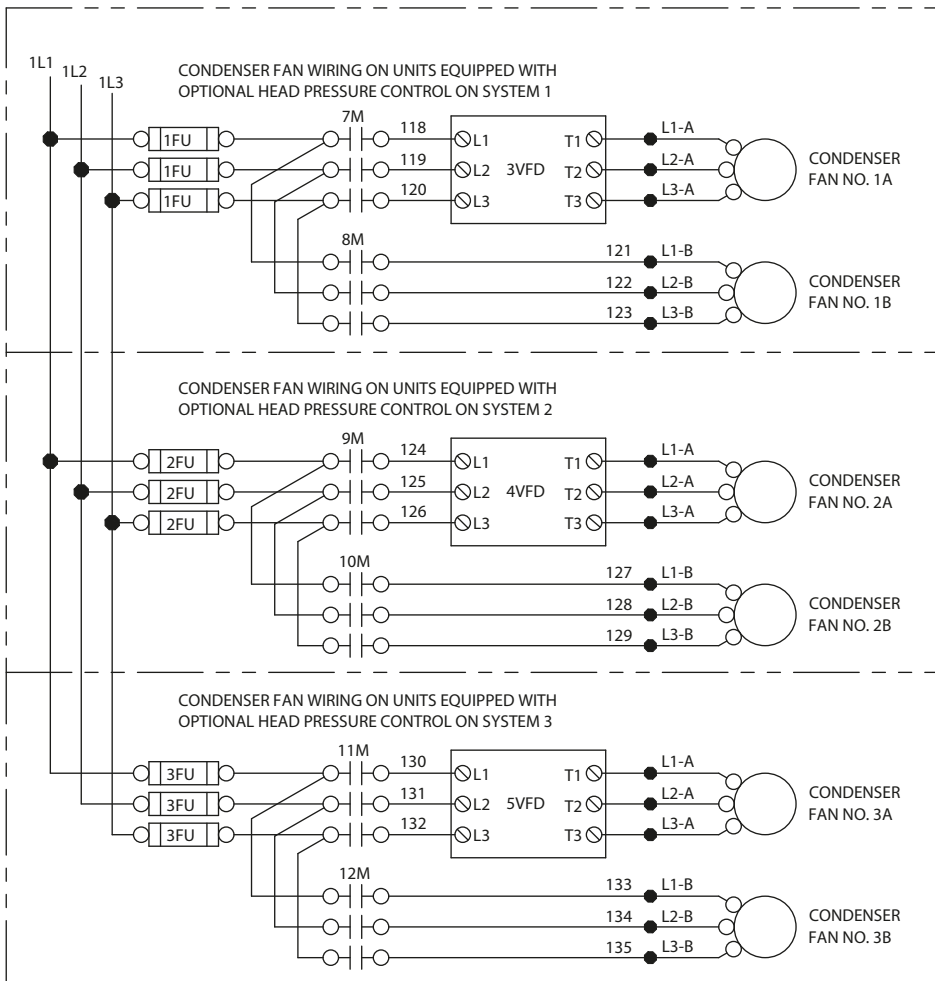 1L1
1L2
1L3
CONDENSER FAN WIRING ON UNITS EQUIPPED WITH
OPTIONAL HEAD PRESSURE CONTROL ON SYSTEM 1
7M
1FU 118 L1 T1 L1-A
1FU 119 L2 3VFD T2 L2-A
1FU 120 L3 T3 L3-A
CONDENSER
FAN NO. 1A
8M
121 L1-B
122 L2-B
123 L3-B
CONDENSER
FAN NO. 1B
CONDENSER FAN WIRING ON UNITS EQUIPPED WITH
OPTIONAL HEAD PRESSURE CONTROL ON SYSTEM 2
9M
2FU 124 L1 T1 L1-A
2FU 125 L2 4VFD T2 L2-A
2FU 126 L3 T3 L3-A
CONDENSER
FAN NO. 2A
10M
127 L1-B
128 L2-B
129 L3-B
CONDENSER
FAN NO. 2B
CONDENSER FAN WIRING ON UNITS EQUIPPED WITH
OPTIONAL HEAD PRESSURE CONTROL ON SYSTEM 3
11M
3FU 130 L1 T1 L1-A
3FU 131 L2 5VFD T2 L2-A
3FU 132 L3 T3 L3-A
CONDENSER
FAN NO. 3A
12M
133 L1-B
134 L2-B
135 L3-B
CONDENSER
FAN NO. 3B